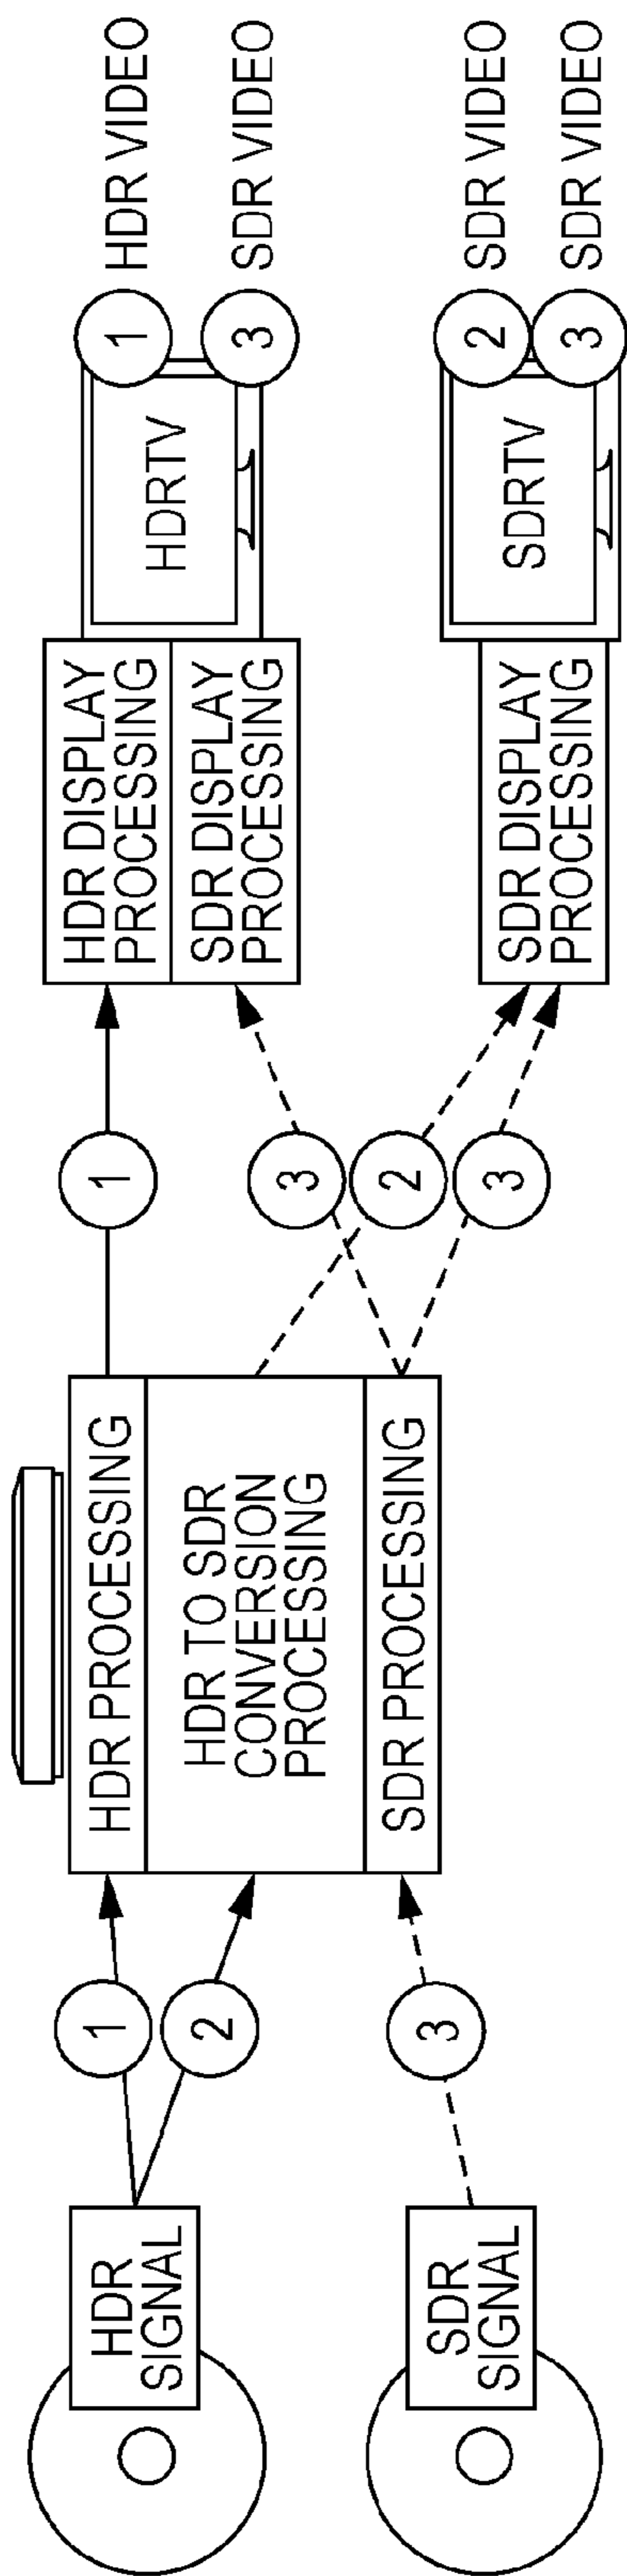 HDR
SIGNAL
1
2
HDR PROCESSING
HDR TO SDR
CONVERSION
PROCESSING
SDR PROCESSING
1
HDR DISPLAY
PROCESSING
SDR DISPLAY
PROCESSING
HDRTV
1
HDR VIDEO
3
SDR VIDEO
SDR
SIGNAL
3
3
2
3
SDR DISPLAY
PROCESSING
SDRTV
2
SDR VIDEO
3
SDR VIDEO